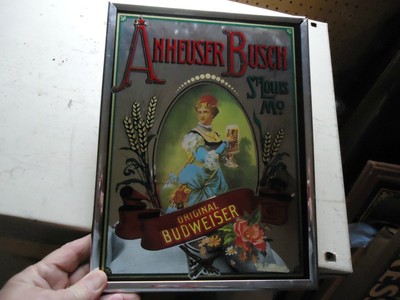 ANHEUSER BUSCH
ST LOUIS
MO
ORIGINAL
BUDWEISER